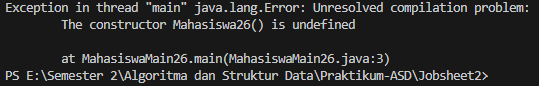 Exception in thread "main" java.lang.Error: Unresolved compilation problem:
The constructor Mahasiswa26() is undefined
at MahasiswaMain26.main(MahasiswaMain26.java:3)
PS E:\Semester 2\Algoritma dan Struktur Data\Praktikum-ASD\Jobsheet2>